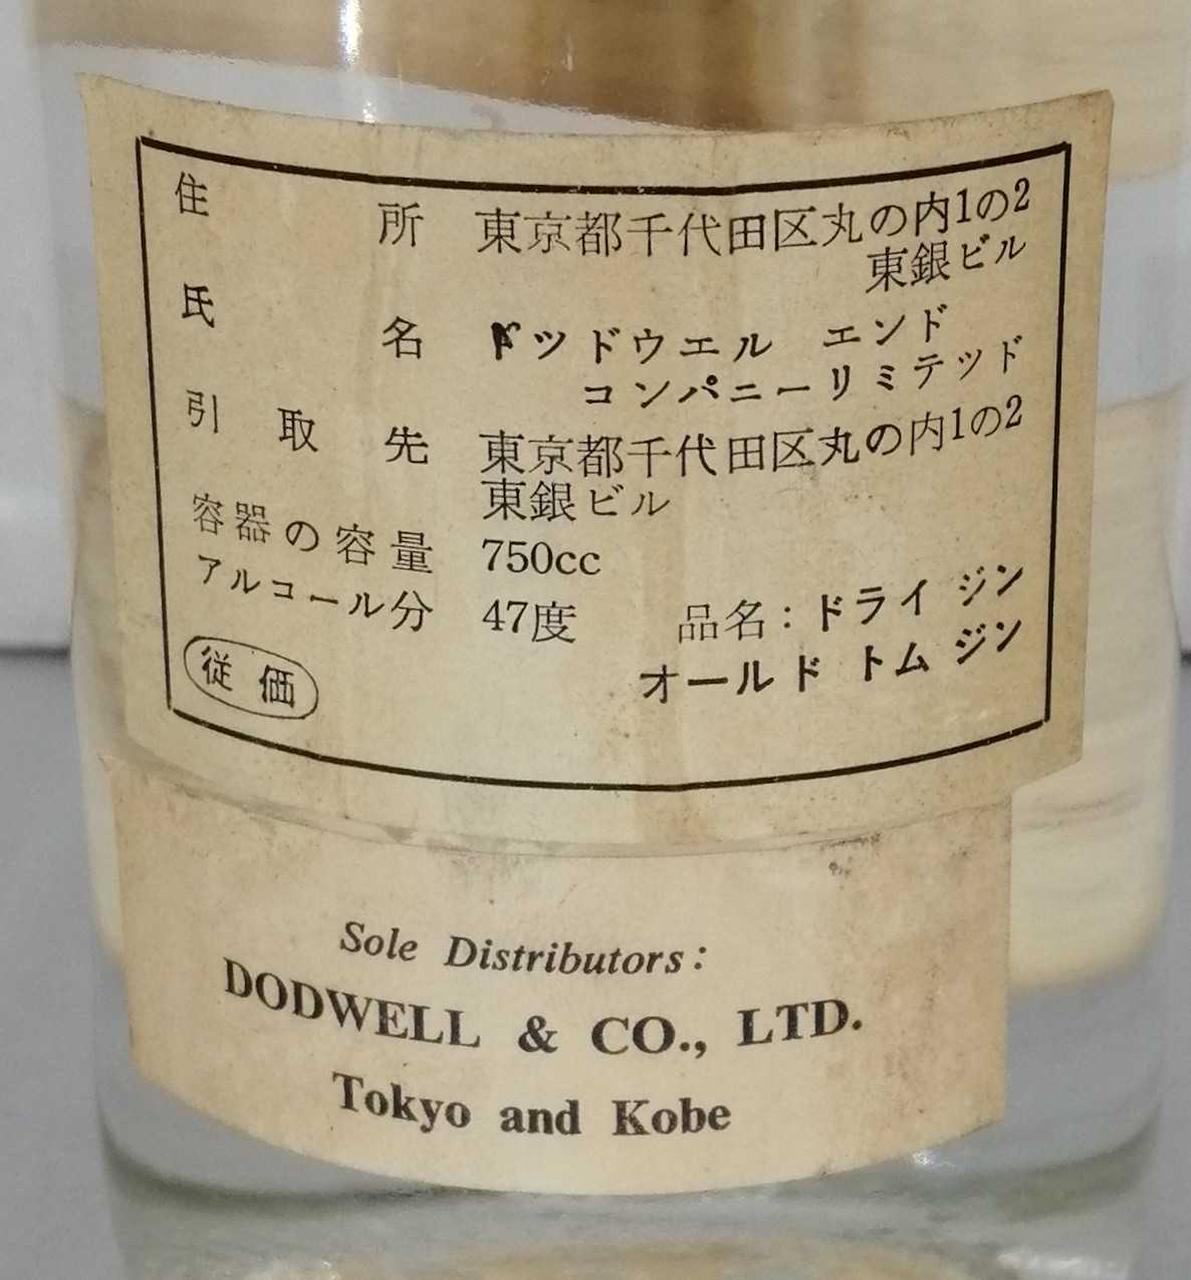 住所 東京都千代田区丸の内1の2
東銀ビル
氏名 ドッドウエル エンド
コンパニーリミテッド
引取先 東京都千代田区丸の内1の2
東銀ビル
容器の容量 750cc
アルコール分 47度 品名:ドライ ジン
オールド トム ジン
従価
Sole Distributors:
DODWELL & CO., LTD.
Tokyo and Kobe